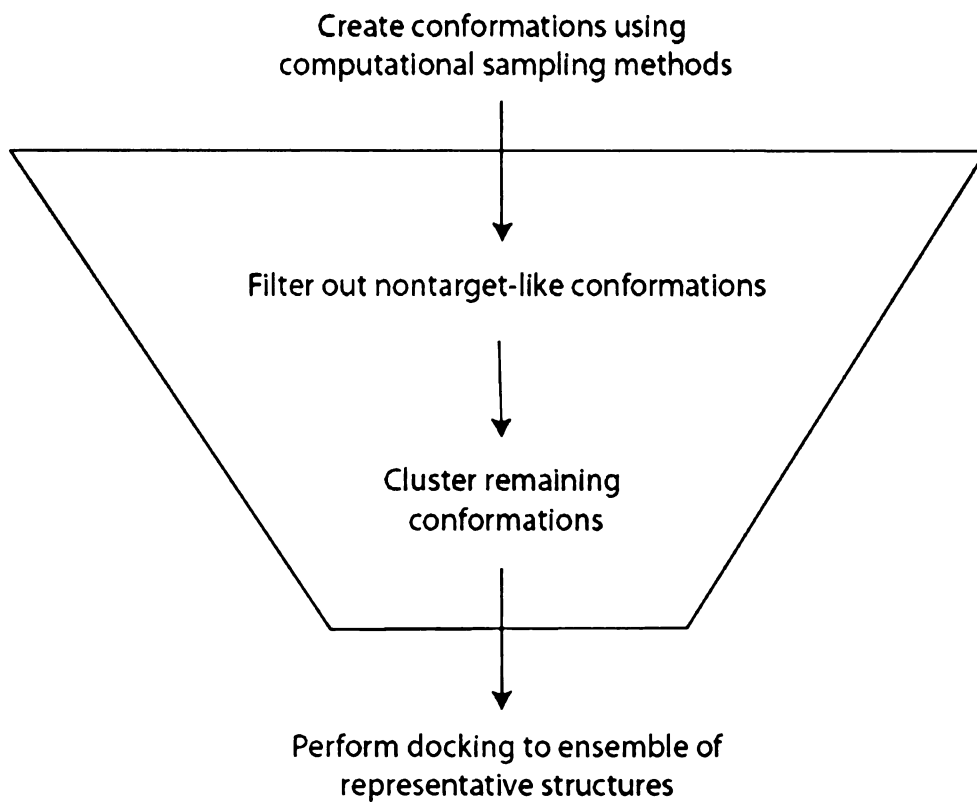 Create conformations using
computational sampling methods
Filter out nontarget-like conformations
Cluster remaining
conformations
Perform docking to ensemble of
representative structures